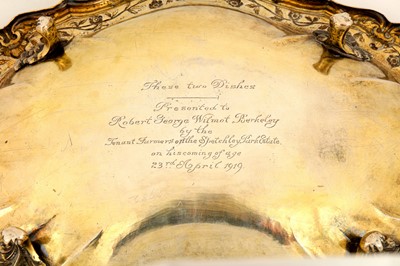 These two Dishes
Presented to
Robert George Wilmot Berkeley
by the
Tenant Farmers of the Spetchley Park Estate
on his coming of age
23rd April 1919.